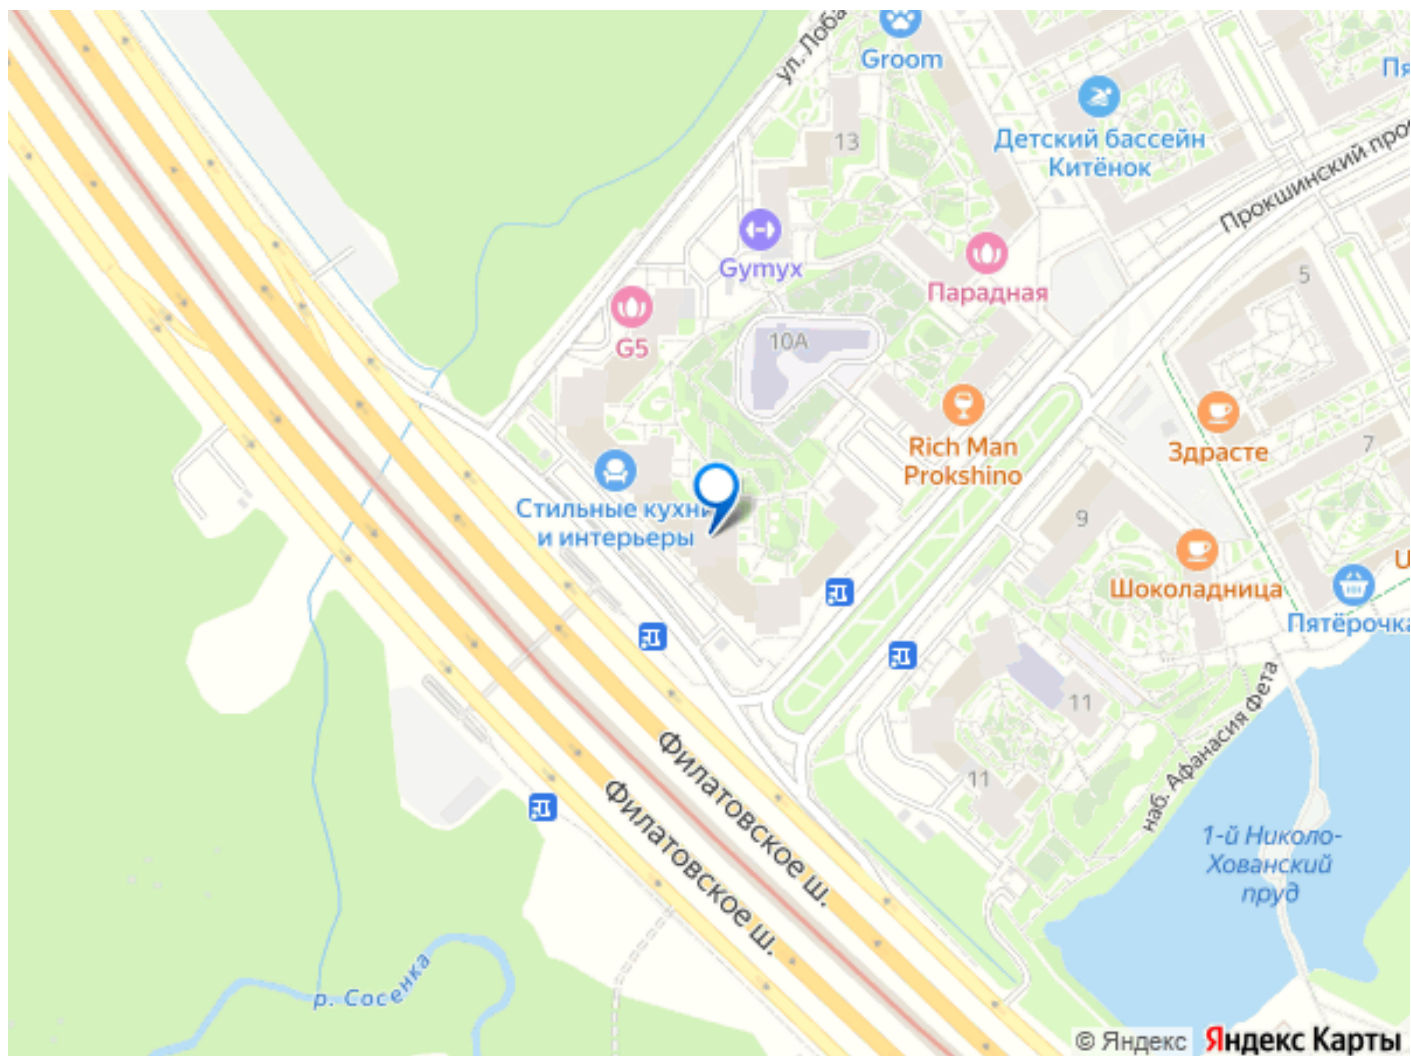 ул. Лоба
Groom
Пя
Детский бассейн
Китёнок
13
Прокшинский прос
Gymyx
Парадная
5
G5
10А
Rich Man
Prokshino
Здрасте
7
Стильные кухни
и интерьеры
9
Шоколадница
U
Пятёрочка
11
11
наб. Афанасия Фета
Филатовское ш.
Филатовское ш.
1-й Николо-
Хованский
пруд
р. Сосенка
© Яндекс Яндекс Карты